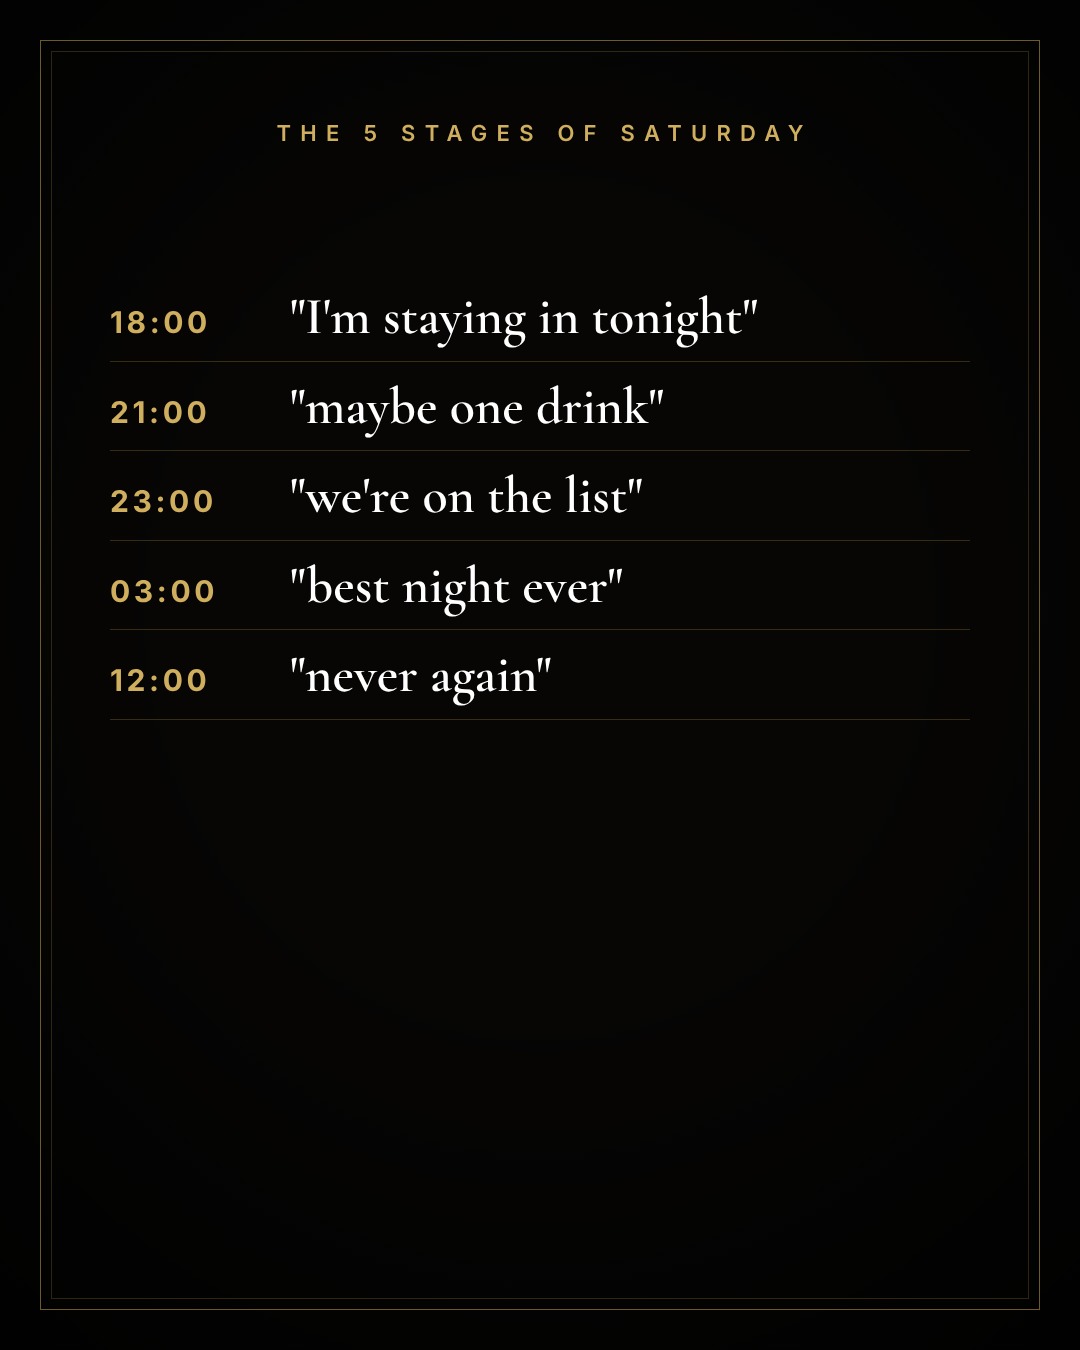 THE 5 STAGES OF SATURDAY
18:00 "I'm staying in tonight"
21:00 "maybe one drink"
23:00 "we're on the list"
03:00 "best night ever"
12:00 "never again"